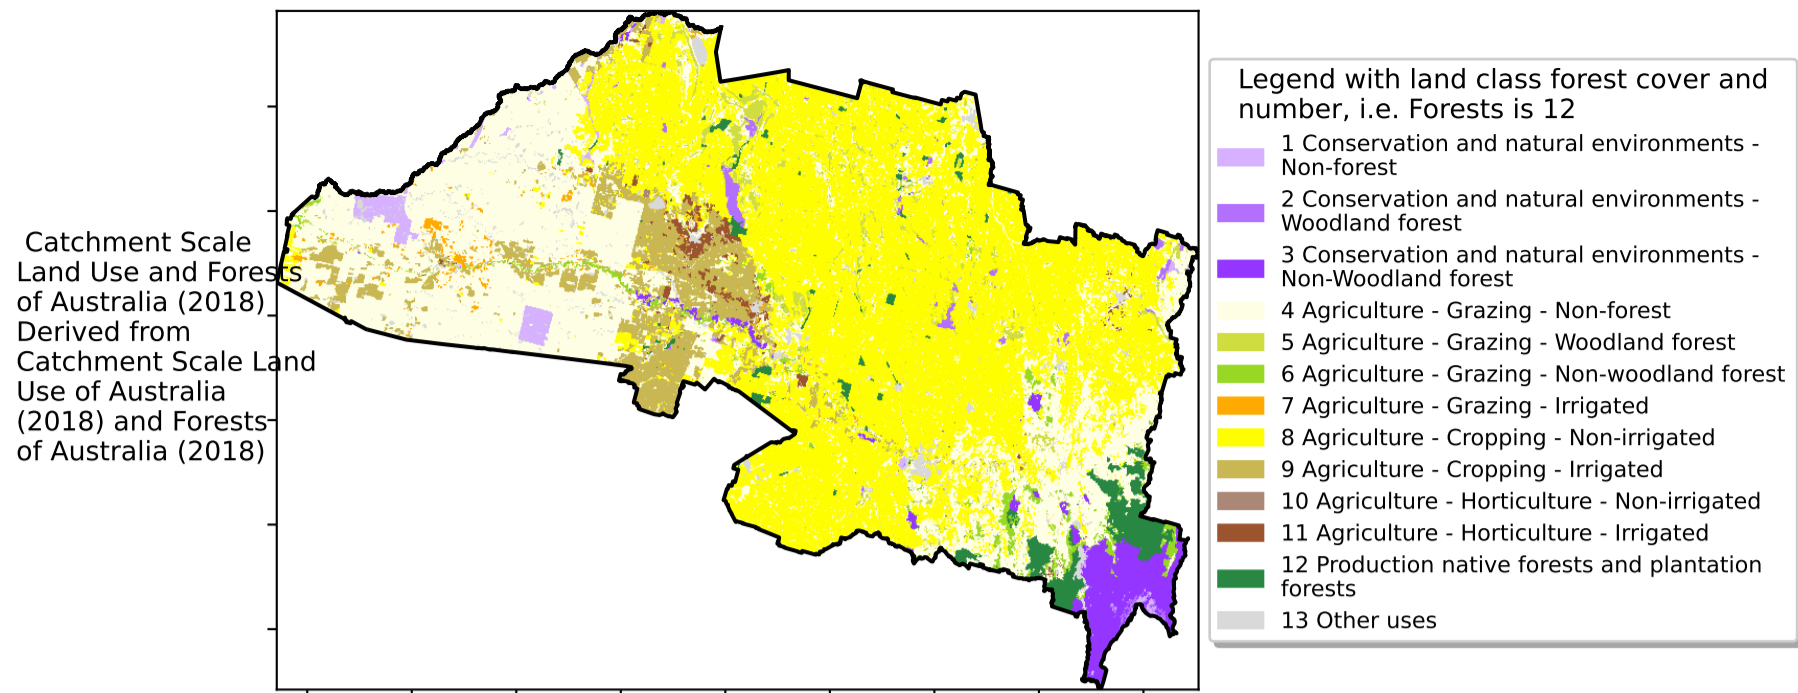 Catchment Scale
Land Use and Forests
of Australia (2018)
Derived from
Catchment Scale Land
Use of Australia
(2018) and Forests
of Australia (2018)
Legend with land class forest cover and
number, i.e. Forests is 12
1 Conservation and natural environments -
Non-forest
2 Conservation and natural environments -
Woodland forest
3 Conservation and natural environments -
Non-Woodland forest
4 Agriculture - Grazing - Non-forest
5 Agriculture - Grazing - Woodland forest
6 Agriculture - Grazing - Non-woodland forest
7 Agriculture - Grazing - Irrigated
8 Agriculture - Cropping - Non-irrigated
9 Agriculture - Cropping - Irrigated
10 Agriculture - Horticulture - Non-irrigated
11 Agriculture - Horticulture - Irrigated
12 Production native forests and plantation
forests
13 Other uses